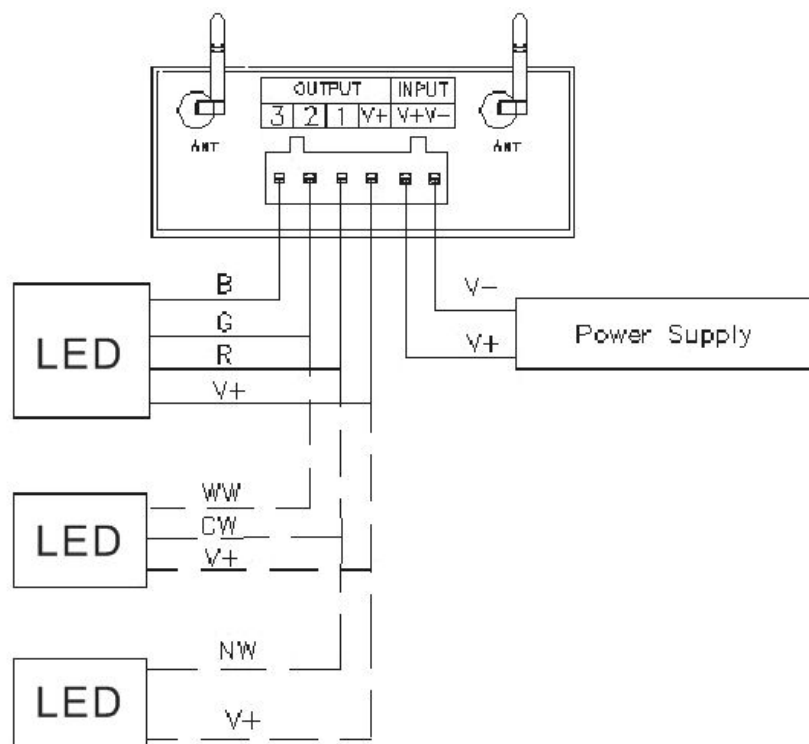 OUTPUT INPUT
3 2 1 V+ V+ V-
ANT ANT
B
G
R
V+
LED
V-
V+
Power Supply
WW
CW
V+
LED
NW
V+
LED